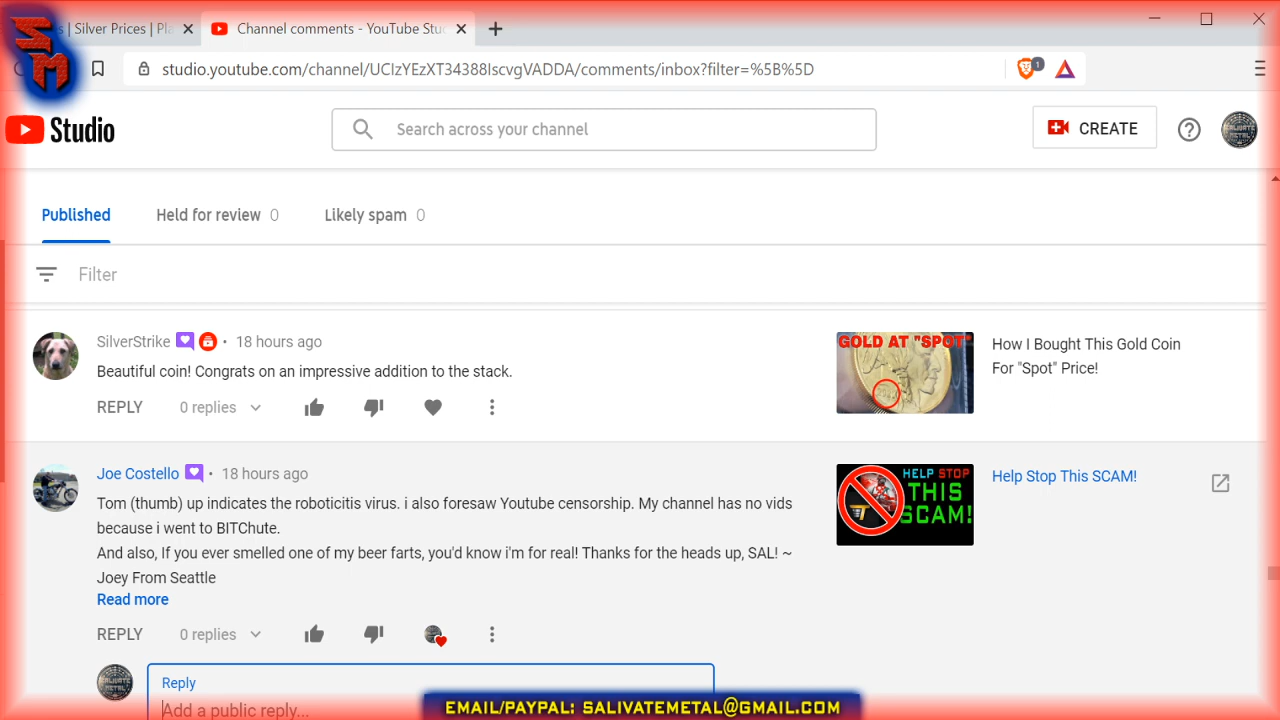 SM
s | Silver Prices | Pla
Channel comments - YouTube Stud
studio.youtube.com/channel/UCIzYEzXT34388IscvgVADDA/comments/inbox?filter=%5B%5D
1
Studio
Search across your channel
CREATE
Published
Held for review 0
Likely spam 0
Filter
SilverStrike • 18 hours ago
Beautiful coin! Congrats on an impressive addition to the stack.
REPLY
0 replies
GOLD AT "SPOT"
How I Bought This Gold Coin
For "Spot" Price!
Joe Costello • 18 hours ago
Tom (thumb) up indicates the roboticitis virus. i also foresaw Youtube censorship. My channel has no vids
because i went to BITChute.
And also, If you ever smelled one of my beer farts, you'd know i'm for real! Thanks for the heads up, SAL! ~
Joey From Seattle
Read more
REPLY
0 replies
HELP STOP
THIS
SCAM!
Help Stop This SCAM!
Reply
Add a public reply...
EMAIL/PAYPAL: SALIVATEMETAL@GMAIL.COM